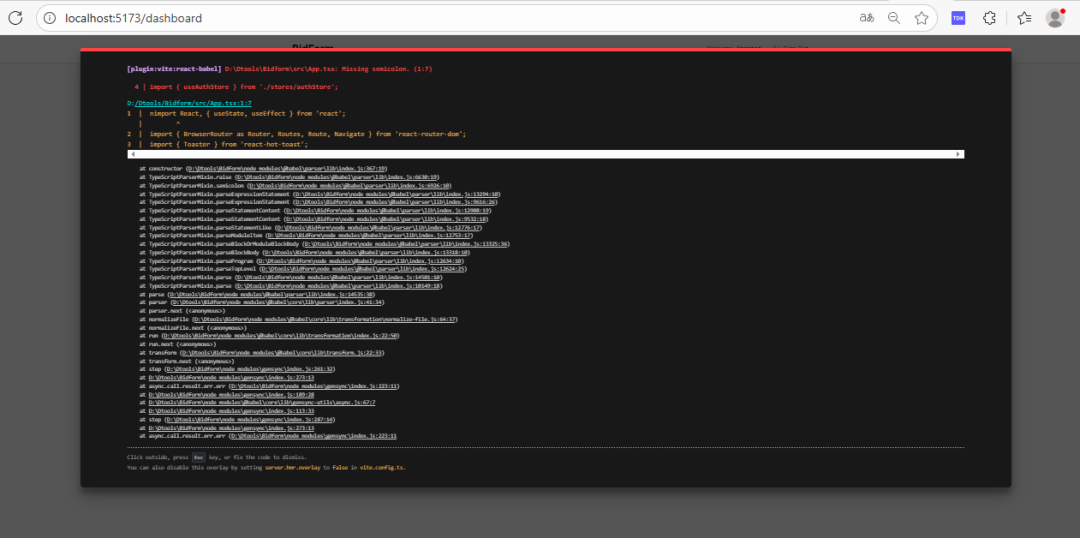 localhost:5173/dashboard
TDK
BidForm
[plugin:vite:react-babel] D:\Dtools\Bidform\src\App.tsx: Missing semicolon. (1:7)
4 | import { useAuthStore } from './stores/authStore';
D:/Dtools/Bidform/src/App.tsx:1:7
1 | nimport React, { useState, useEffect } from 'react';
| ^
2 | import { BrowserRouter as Router, Routes, Route, Navigate } from 'react-router-dom';
3 | import { Toaster } from 'react-hot-toast';
at constructor (D:\Dtools\BidForm\node_modules\@babel\parser\lib\index.js:367:19)
at TypeScriptParserMixin.raise (D:\Dtools\BidForm\node_modules\@babel\parser\lib\index.js:6630:19)
at TypeScriptParserMixin.semicolon (D:\Dtools\BidForm\node_modules\@babel\parser\lib\index.js:6926:10)
at TypeScriptParserMixin.parseExpressionStatement (D:\Dtools\BidForm\node_modules\@babel\parser\lib\index.js:13294:10)
at TypeScriptParserMixin.parseExpressionStatement (D:\Dtools\BidForm\node_modules\@babel\parser\lib\index.js:9616:26)
at TypeScriptParserMixin.parseStatementContent (D:\Dtools\BidForm\node_modules\@babel\parser\lib\index.js:12908:19)
at TypeScriptParserMixin.parseStatementContent (D:\Dtools\BidForm\node_modules\@babel\parser\lib\index.js:9532:18)
at TypeScriptParserMixin.parseStatementLike (D:\Dtools\BidForm\node_modules\@babel\parser\lib\index.js:12776:17)
at TypeScriptParserMixin.parseModuleItem (D:\Dtools\BidForm\node_modules\@babel\parser\lib\index.js:12753:17)
at TypeScriptParserMixin.parseBlockOrModuleBlockBody (D:\Dtools\BidForm\node_modules\@babel\parser\lib\index.js:13325:36)
at TypeScriptParserMixin.parseBlockBody (D:\Dtools\BidForm\node_modules\@babel\parser\lib\index.js:13318:10)
at TypeScriptParserMixin.parseProgram (D:\Dtools\BidForm\node_modules\@babel\parser\lib\index.js:12634:10)
at TypeScriptParserMixin.parseTopLevel (D:\Dtools\BidForm\node_modules\@babel\parser\lib\index.js:12624:25)
at TypeScriptParserMixin.parse (D:\Dtools\BidForm\node_modules\@babel\parser\lib\index.js:14501:10)
at TypeScriptParserMixin.parse (D:\Dtools\BidForm\node_modules\@babel\parser\lib\index.js:10149:18)
at parse (D:\Dtools\BidForm\node_modules\@babel\parser\lib\index.js:14535:38)
at parser (D:\Dtools\BidForm\node_modules\@babel\core\lib\parser\index.js:41:34)
at parser.next (<anonymous>)
at normalizeFile (D:\Dtools\BidForm\node_modules\@babel\core\lib\transformation\normalize-file.js:64:37)
at normalizeFile.next (<anonymous>)
at run (D:\Dtools\BidForm\node_modules\@babel\core\lib\transformation\index.js:22:50)
at run.next (<anonymous>)
at transform (D:\Dtools\BidForm\node_modules\@babel\core\lib\transform.js:22:33)
at transform.next (<anonymous>)
at step (D:\Dtools\BidForm\node_modules\gensync\index.js:261:32)
at D:\Dtools\BidForm\node_modules\gensync\index.js:273:13
at async.call.result.err.err (D:\Dtools\BidForm\node_modules\gensync\index.js:223:11)
at D:\Dtools\BidForm\node_modules\gensync\index.js:189:28
at D:\Dtools\BidForm\node_modules\@babel\core\lib\gensync-utils\async.js:67:7
at D:\Dtools\BidForm\node_modules\gensync\index.js:113:33
at step (D:\Dtools\BidForm\node_modules\gensync\index.js:287:14)
at D:\Dtools\BidForm\node_modules\gensync\index.js:273:13
at async.call.result.err.err (D:\Dtools\BidForm\node_modules\gensync\index.js:223:11
Click outside, press Esc key, or fix the code to dismiss.
You can also disable this overlay by setting server.hmr.overlay to false in vite.config.ts.